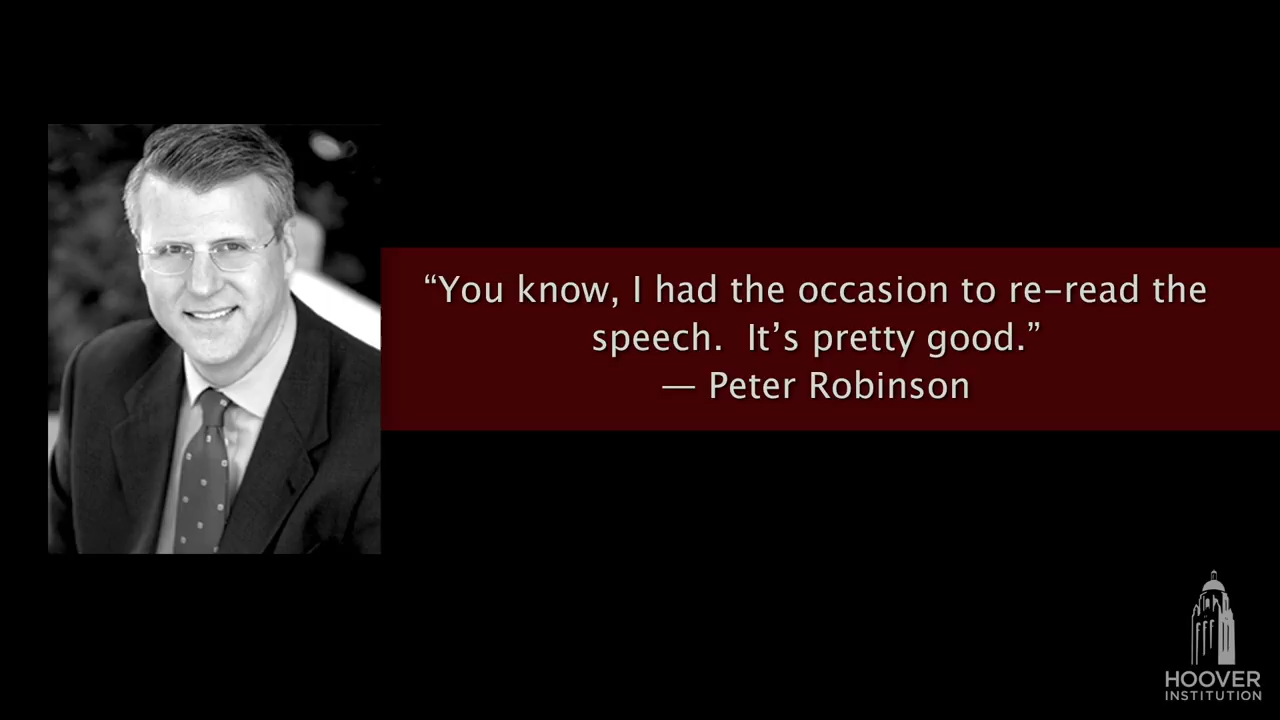 “You know, I had the occasion to re-read the
speech.  It’s pretty good.”
— Peter Robinson
HOOVER
INSTITUTION